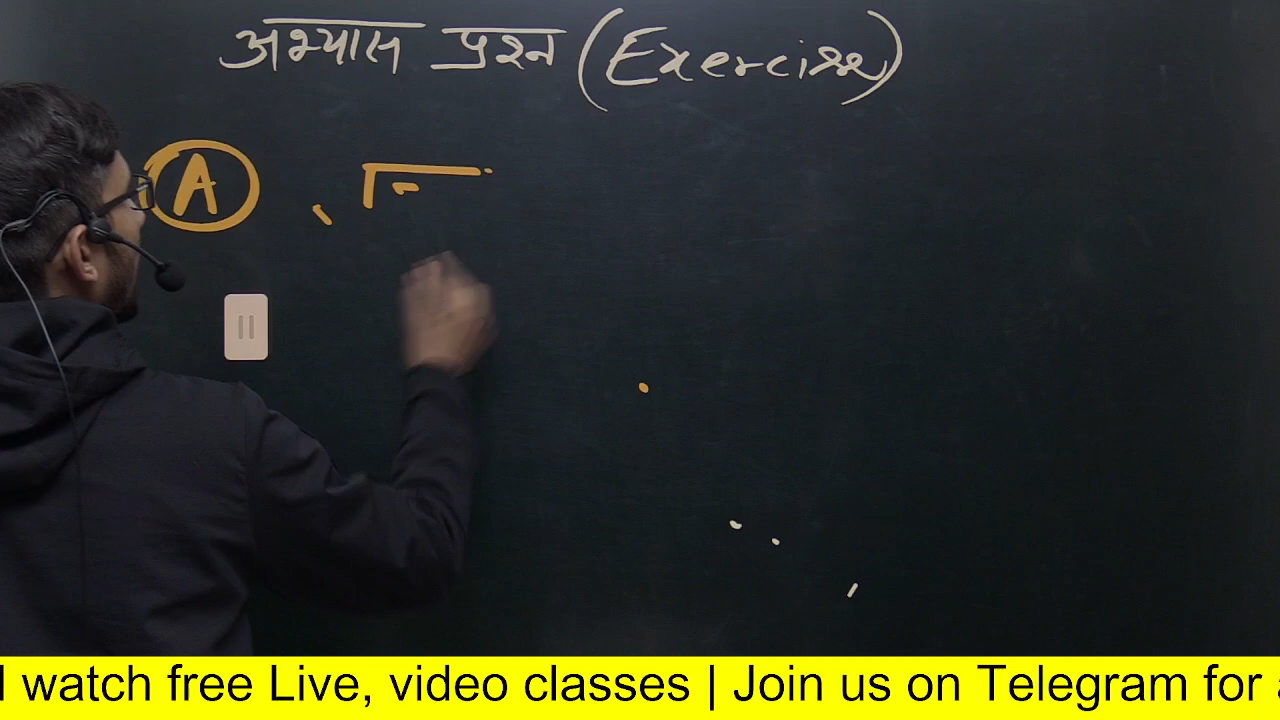 अभ्यास प्रश्न (Exercise)
A
watch free Live, video classes | Join us on Telegram for